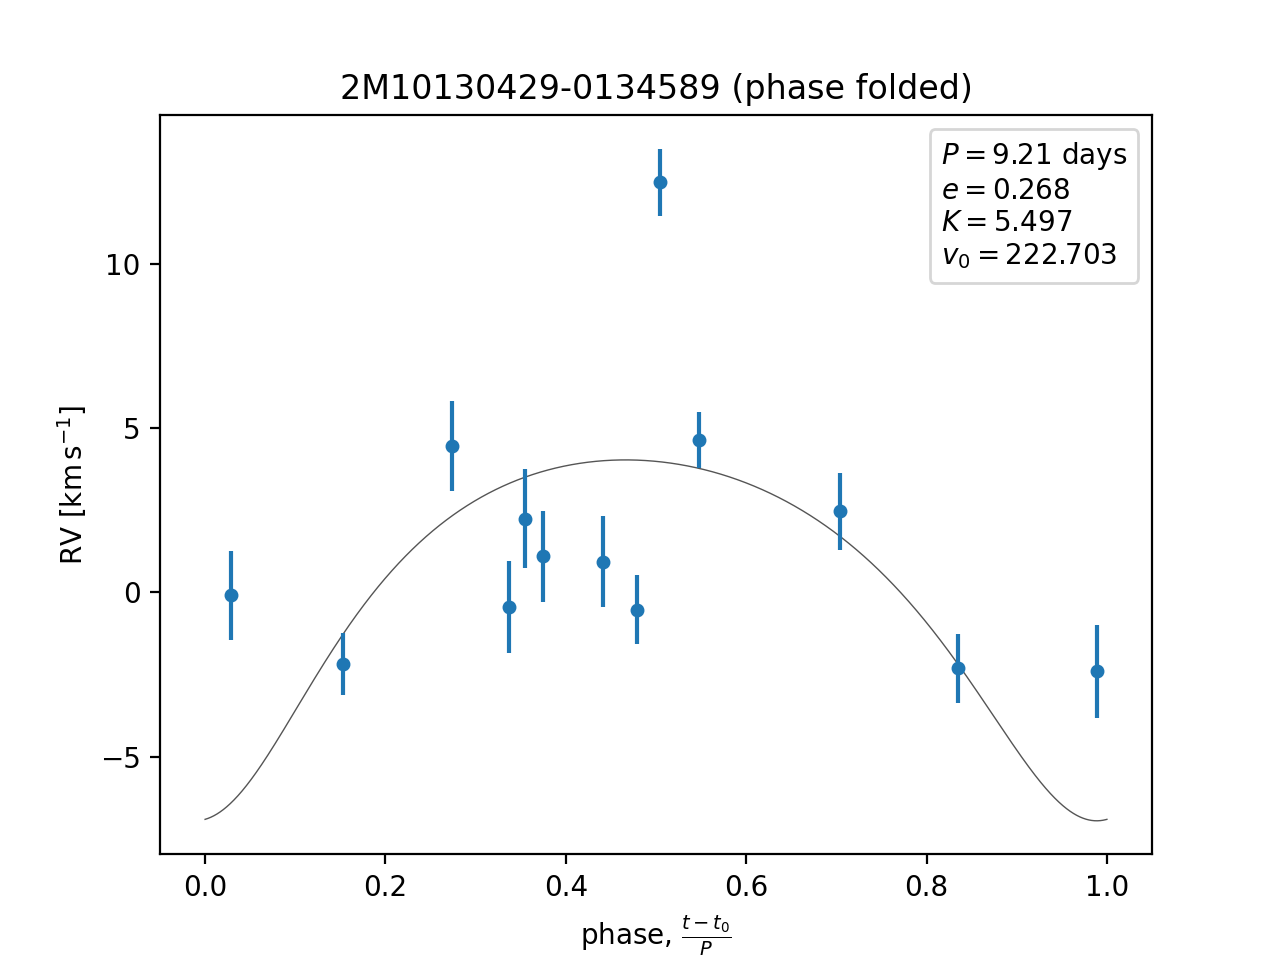 2M10130429-0134589 (phase folded)
P = 9.21 days
e = 0.268
K = 5.497
v₀ = 222.703
10
5
0
−5
RV [km s⁻¹]
0.0 0.2 0.4 0.6 0.8 1.0
phase, (t − t₀)/P